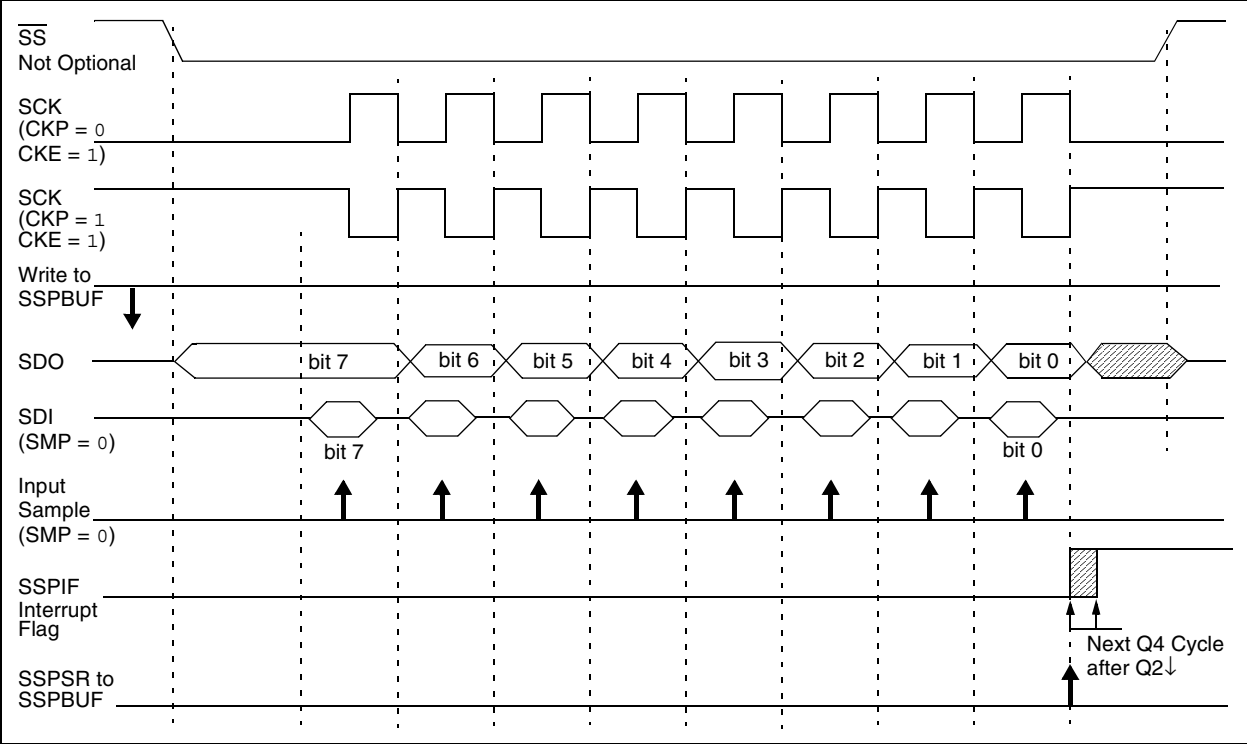 SS
Not Optional
SCK
(CKP = 0
CKE = 1)
SCK
(CKP = 1
CKE = 1)
Write to
SSPBUF
SDO
bit 7
bit 6
bit 5
bit 4
bit 3
bit 2
bit 1
bit 0
SDI
(SMP = 0)
bit 7
bit 0
Input
Sample
(SMP = 0)
SSPIF
Interrupt
Flag
Next Q4 Cycle
after Q2↓
SSPSR to
SSPBUF